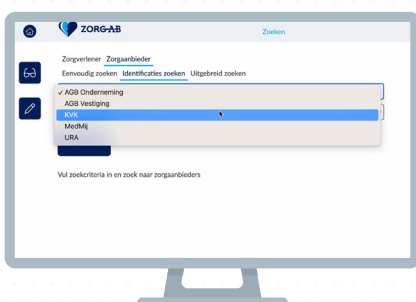 ZORG-AB
Zoeken
Zorgverlener Zorgaanbieder
Eenvoudig zoeken Identificaties zoeken Uitgebreid zoeken
✓ AGB Onderneming
AGB Vestiging
KVK
MedMij
URA
Vul zoekcriteria in en zoek naar zorgaanbieders